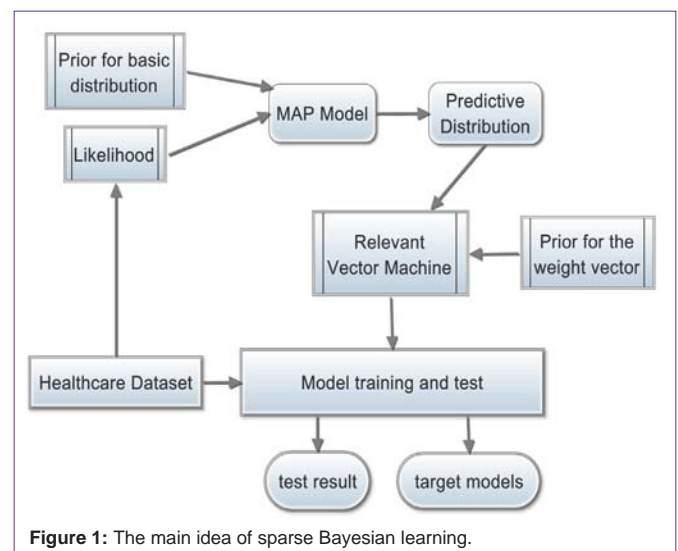 Prior for basic
distribution
MAP Model
Predictive
Distribution
Likelihood
Relevant
Vector Machine
Prior for the
weight vector
Healthcare Dataset
Model training and test
test result
target models
Figure 1: The main idea of sparse Bayesian learning.